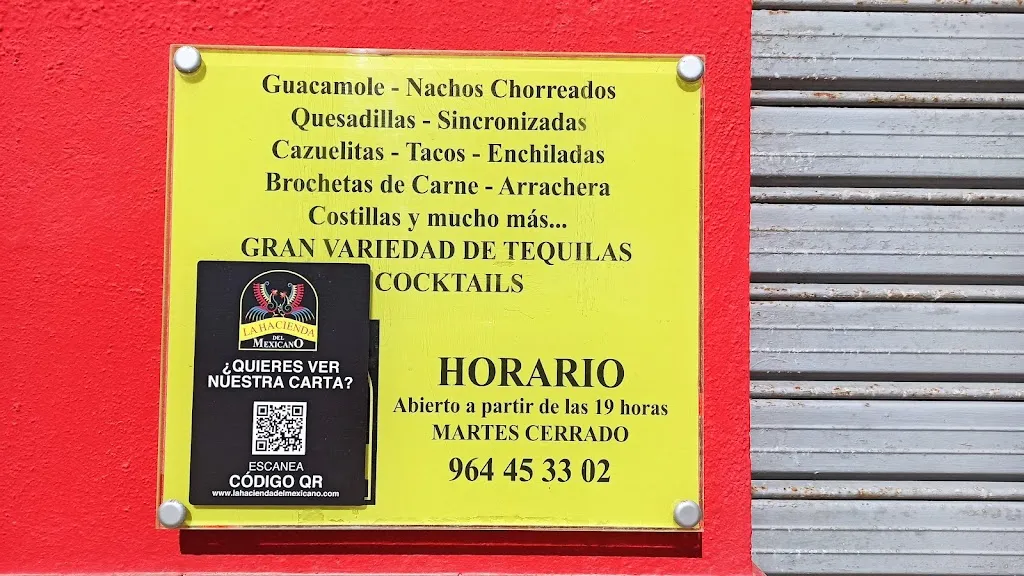 Guacamole - Nachos Chorreados
Quesadillas - Sincronizadas
Cazuelitas - Tacos - Enchiladas
Brochetas de Carne - Arrachera
Costillas y mucho más...
GRAN VARIEDAD DE TEQUILAS
COCKTAILS
LA HACIENDA
DEL
MEXICANO
¿QUIERES VER
NUESTRA CARTA?
ESCANEA
CÓDIGO QR
www.lahaciendadelmexicano.com
HORARIO
Abierto a partir de las 19 horas
MARTES CERRADO
964 45 33 02